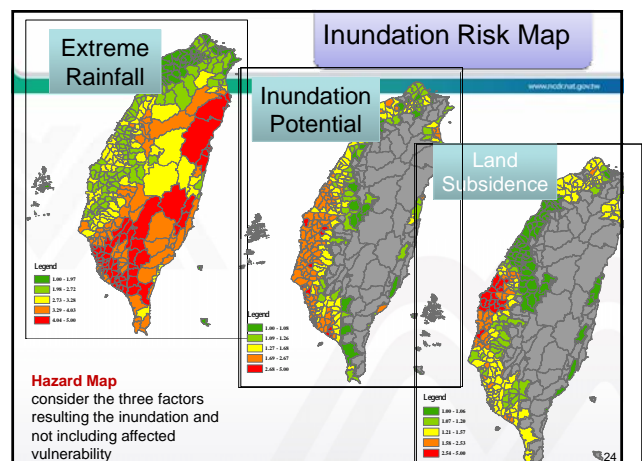 Inundation Risk Map
www.ncdr.nat.gov.tw
Extreme
Rainfall
Legend
1.00 - 1.97
1.98 - 2.72
2.73 - 3.28
3.29 - 4.03
4.04 - 5.00
Inundation
Potential
Legend
1.00 - 1.08
1.09 - 1.26
1.27 - 1.68
1.69 - 2.67
2.68 - 5.00
Land
Subsidence
Legend
1.00 - 1.06
1.07 - 1.20
1.21 - 1.57
1.58 - 2.53
2.54 - 5.00
Hazard Map
consider the three factors
resulting the inundation and
not including affected
vulnerability
24